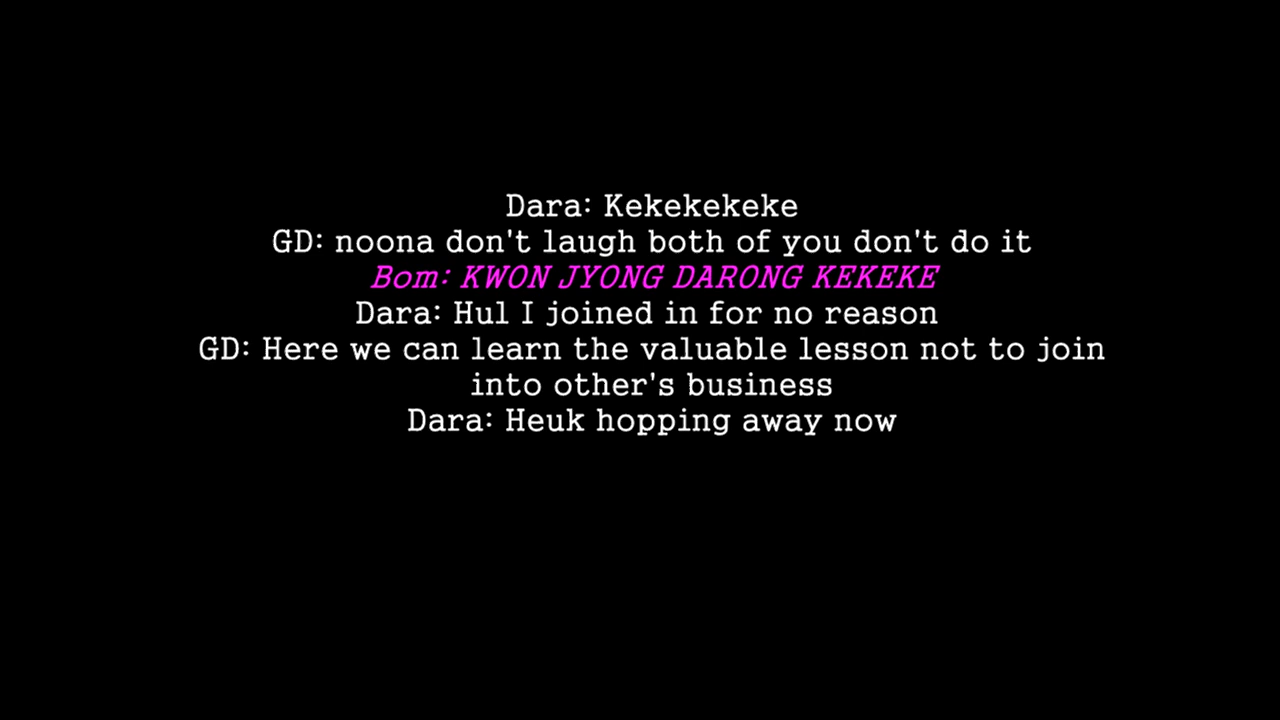 Dara: Kekekekeke
GD: noona don't laugh both of you don't do it
Bom: KWON JYONG DARONG KEKEKE
Dara: Hul I joined in for no reason
GD: Here we can learn the valuable lesson not to join
into other's business
Dara: Heuk hopping away now